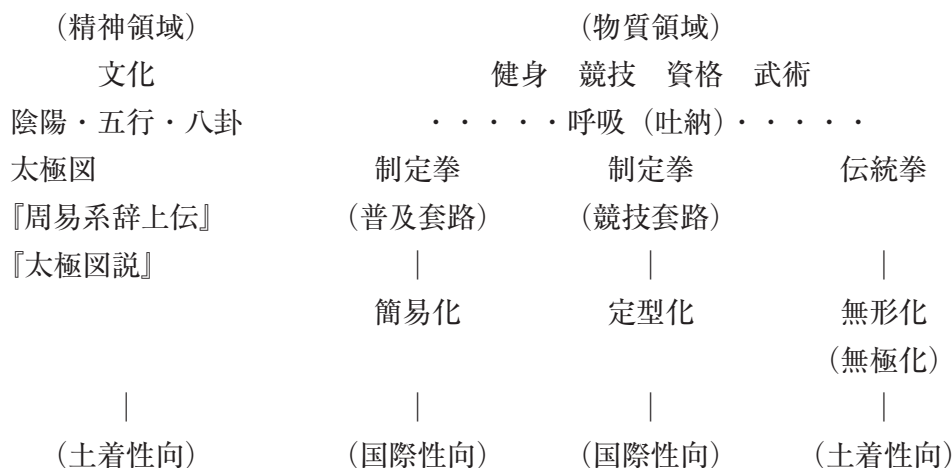 （精神領域） （物質領域）
文化 健身 競技 資格 武術
陰陽・五行・八卦 ・・・・・呼吸（吐納）・・・・・
太極図 制定拳 制定拳 伝統拳
『周易系辞上伝』 （普及套路） （競技套路）
『太極図説』 ｜ ｜ ｜
簡易化 定型化 無形化
（無極化）
｜ ｜ ｜ ｜
（土着性向） （国際性向） （国際性向） （土着性向）